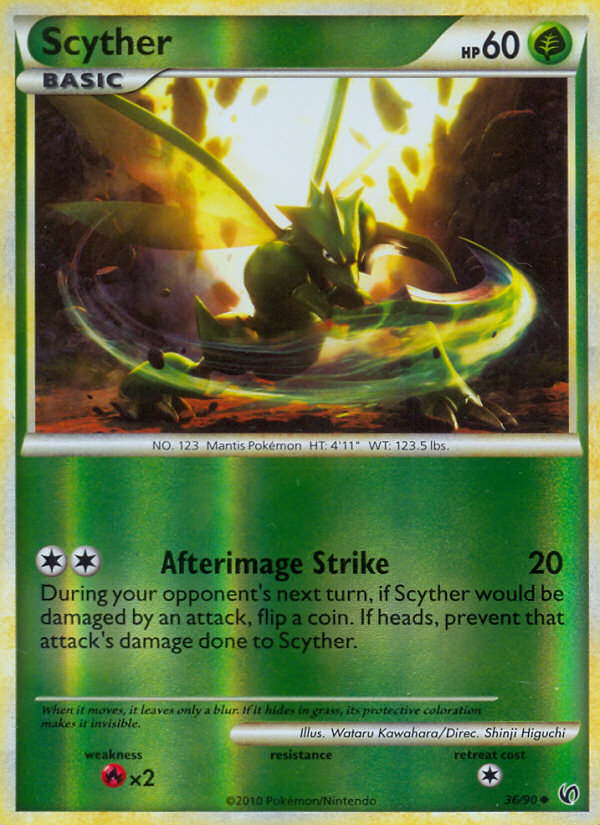 Scyther
HP60
BASIC
NO. 123 Mantis Pokémon HT: 4'11" WT: 123.5 lbs.
Afterimage Strike 20
During your opponent's next turn, if Scyther would be
damaged by an attack, flip a coin. If heads, prevent that
attack's damage done to Scyther.
When it moves, it leaves only a blur. If it hides in grass, its protective coloration
makes it invisible.
Illus. Wataru Kawahara/Direc. Shinji Higuchi
weakness resistance retreat cost
×2
©2010 Pokémon/Nintendo 36/90